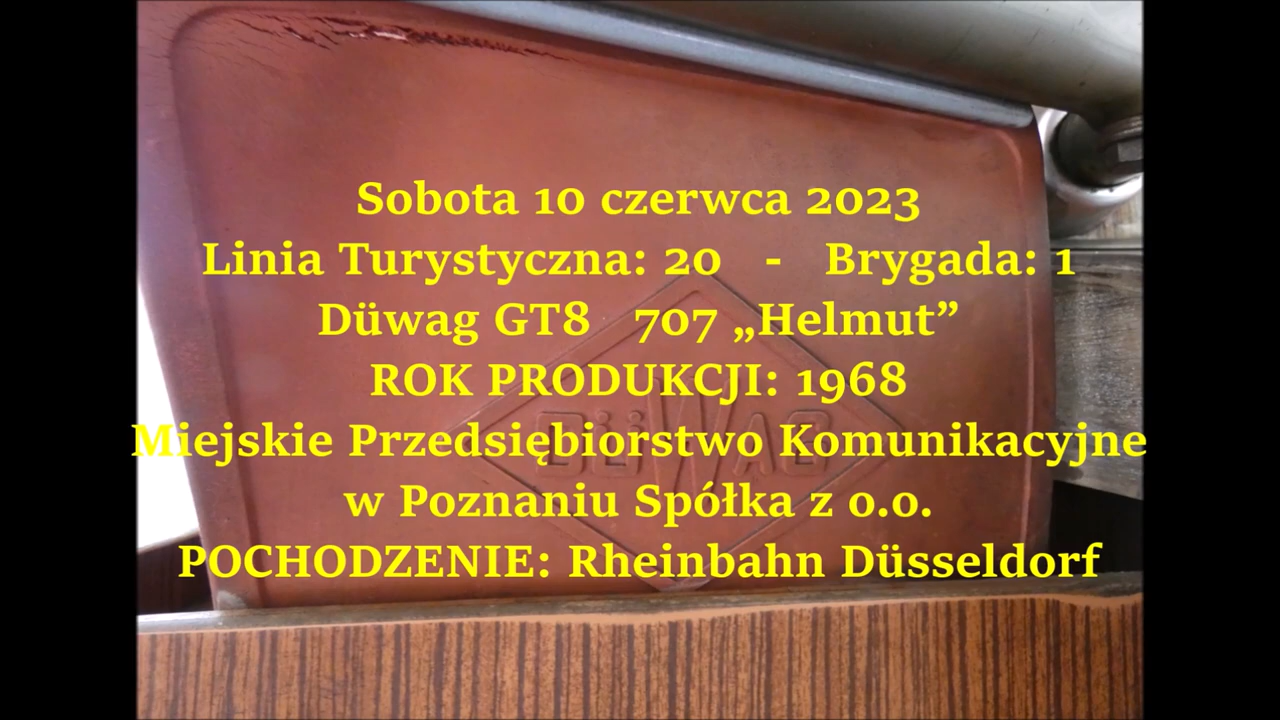 Sobota 10 czerwca 2023
Linia Turystyczna: 20 - Brygada: 1
Düwag GT8 707 „Helmut”
ROK PRODUKCJI: 1968
Miejskie Przedsiębiorstwo Komunikacyjne
DÜWAG
w Poznaniu Spółka z o.o.
POCHODZENIE: Rheinbahn Düsseldorf